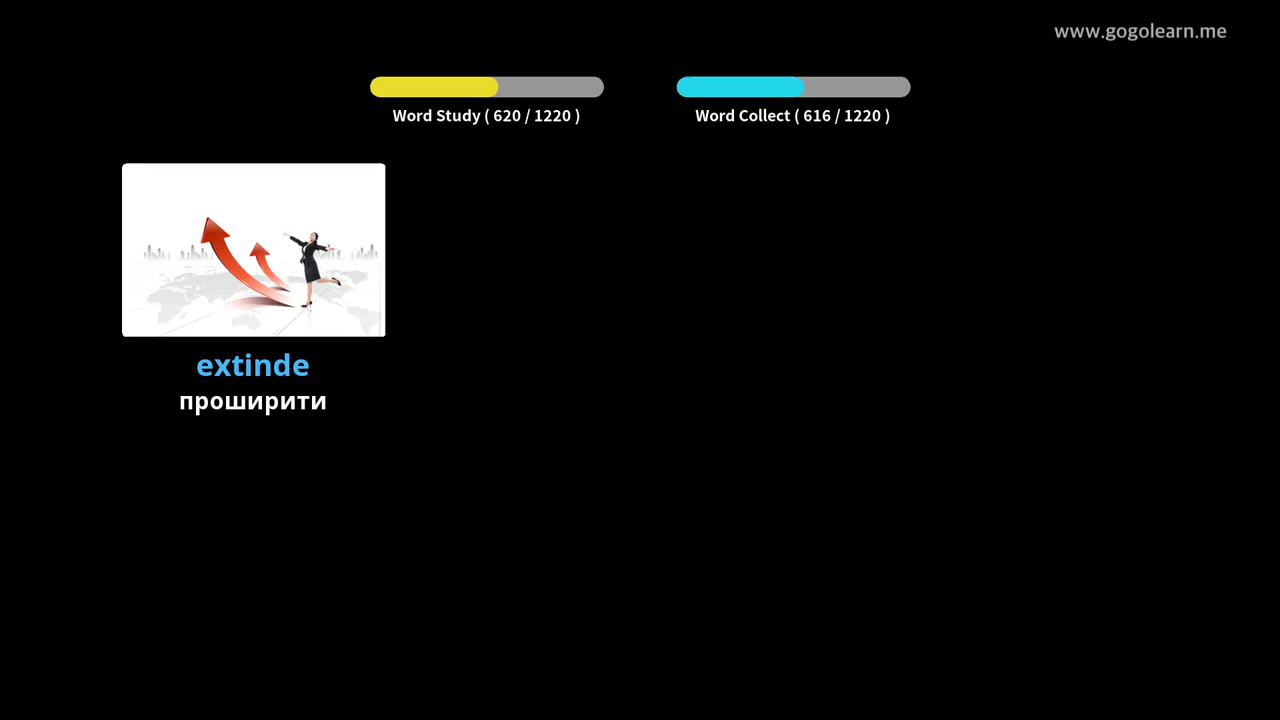 www.gogolearn.me
Word Study ( 620 / 1220 )
Word Collect ( 616 / 1220 )
extinde
проширити